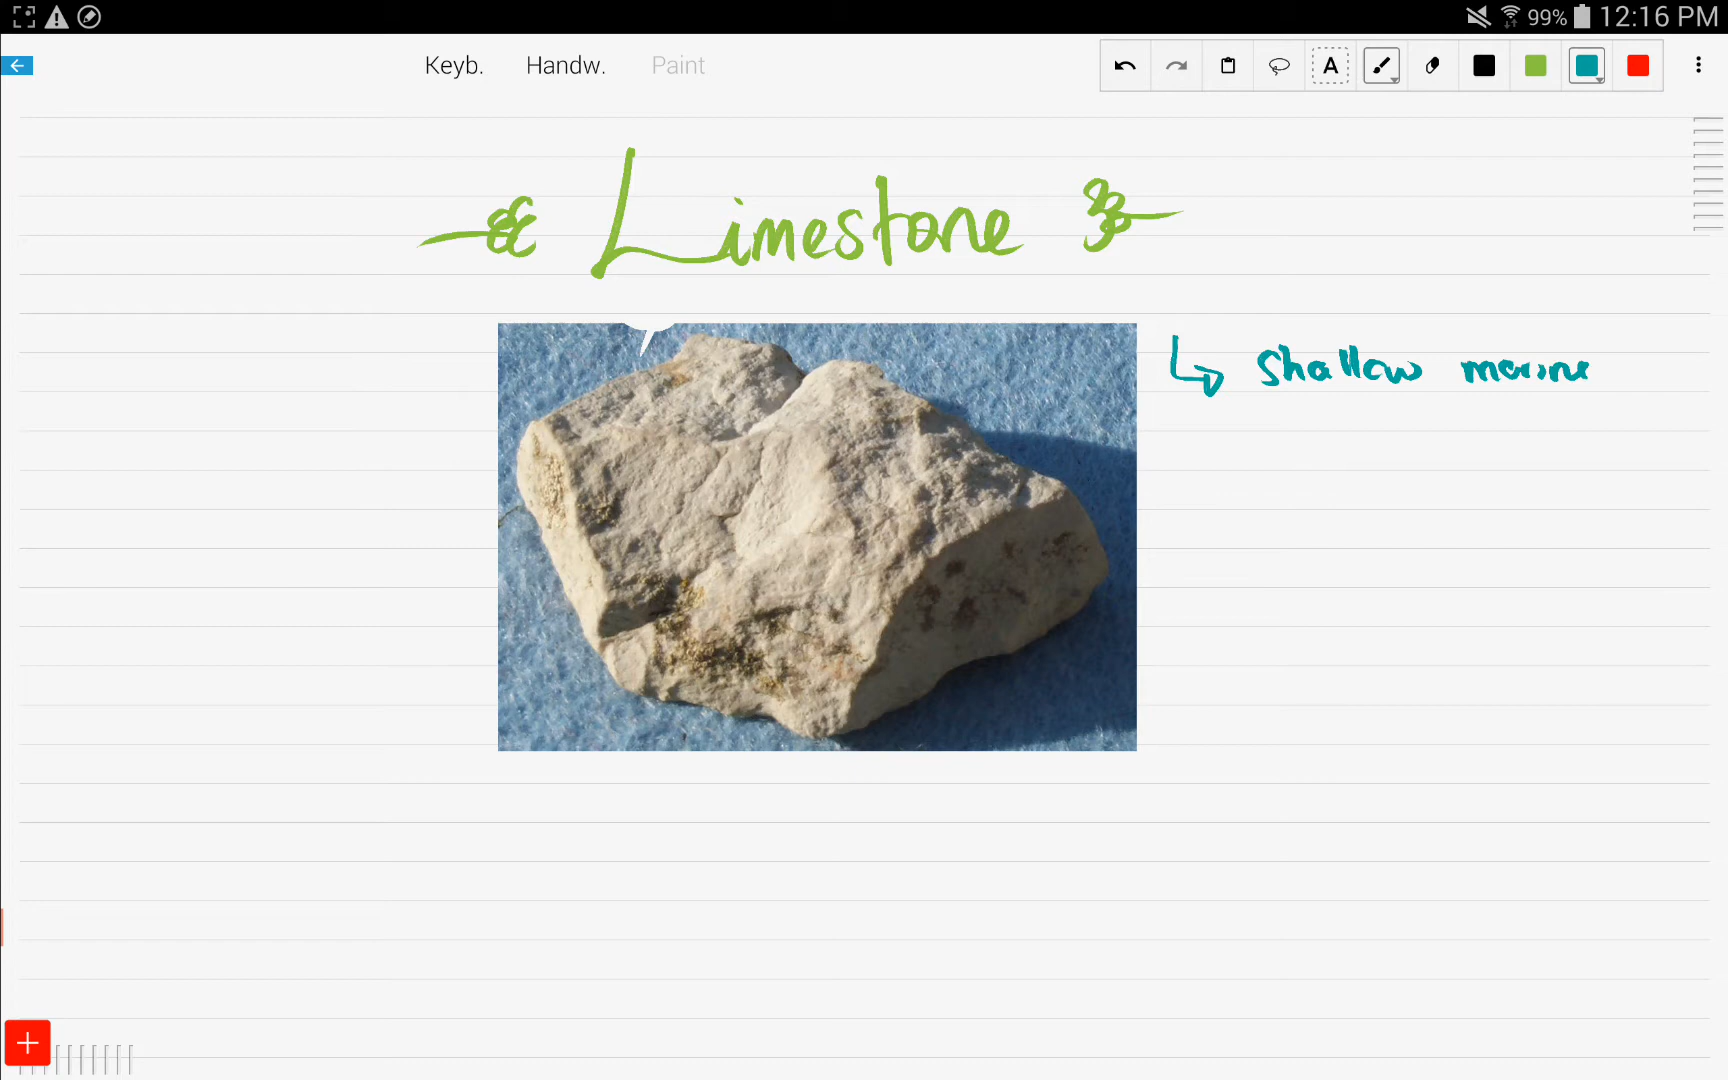 99% 12:16 PM
Keyb. Handw. Paint A
Limestone
Shallow marine